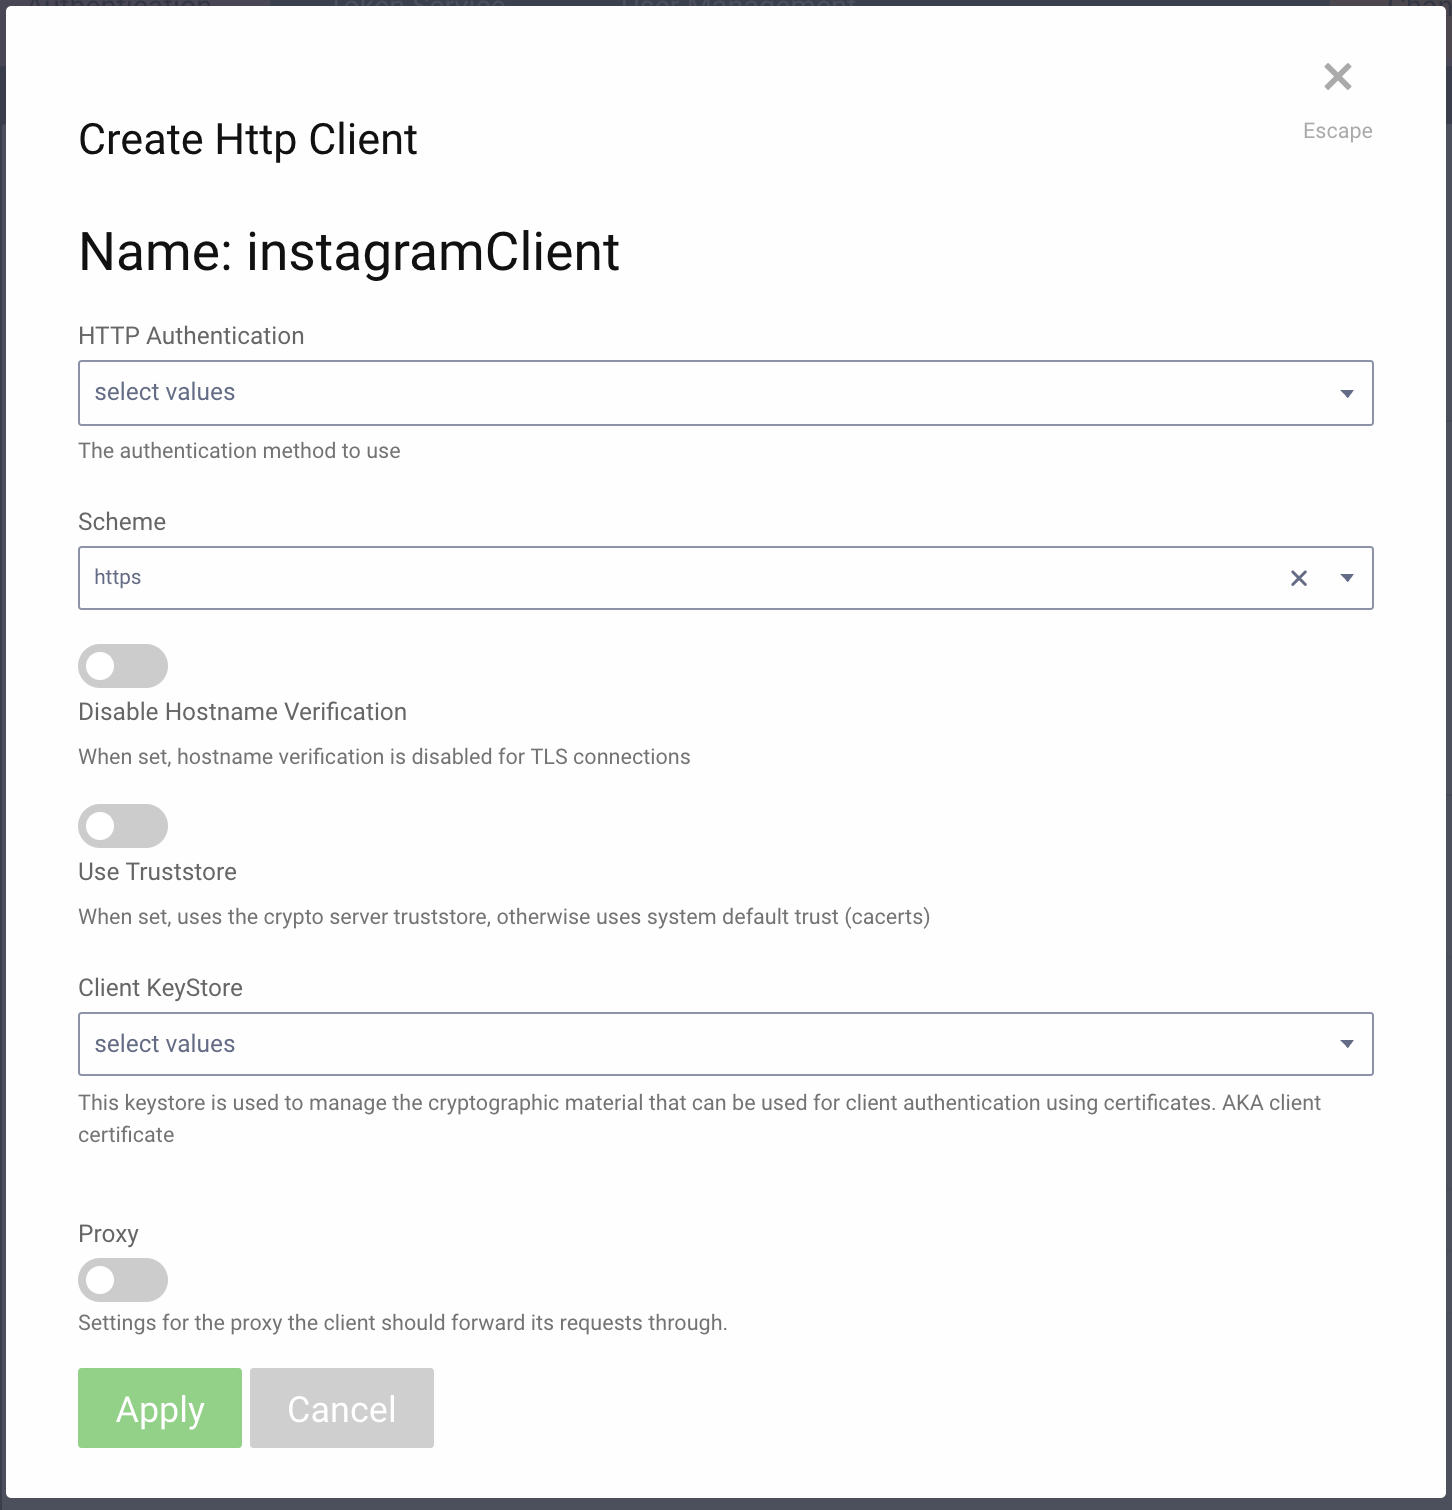 Escape
Create Http Client
Name: instagramClient
HTTP Authentication
select values
The authentication method to use
Scheme
https
Disable Hostname Verification
When set, hostname verification is disabled for TLS connections
Use Truststore
When set, uses the crypto server truststore, otherwise uses system default trust (cacerts)
Client KeyStore
select values
This keystore is used to manage the cryptographic material that can be used for client authentication using certificates. AKA client
certificate
Proxy
Settings for the proxy the client should forward its requests through.
Apply Cancel